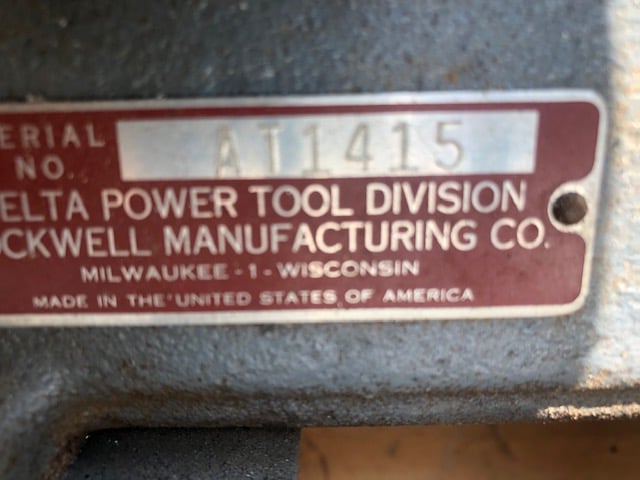 ERIAL
NO. AT1415
ELTA POWER TOOL DIVISION
OCKWELL MANUFACTURING CO.
MILWAUKEE - 1 - WISCONSIN
MADE IN THE UNITED STATES OF AMERICA